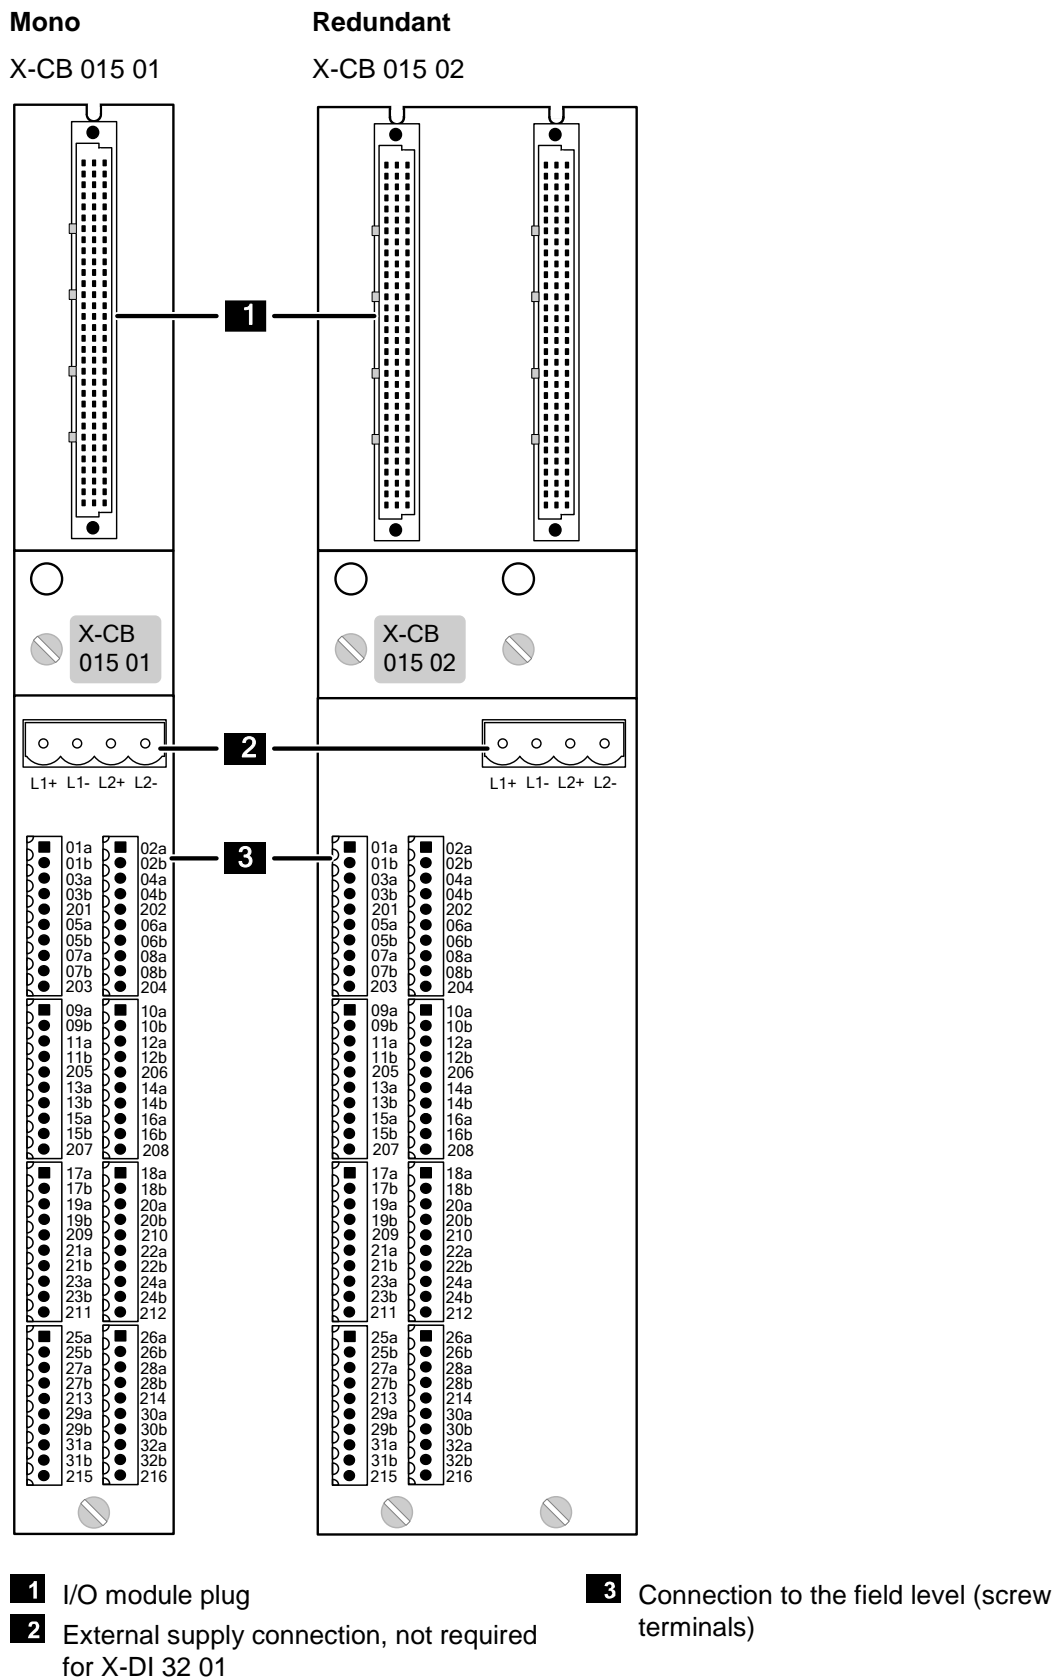 Mono
Redundant
X-CB 015 01
X-CB 015 02
1
X-CB
015 01
X-CB
015 02
2
L1+ L1- L2+ L2-
L1+ L1- L2+ L2-
3
01a 02a 01a 02a
01b 02b 01b 02b
03a 04a 03a 04a
03b 04b 03b 04b
201 202 201 202
05a 06a 05a 06a
05b 06b 05b 06b
07a 08a 07a 08a
07b 08b 07b 08b
203 204 203 204
09a 10a 09a 10a
09b 10b 09b 10b
11a 12a 11a 12a
11b 12b 11b 12b
205 206 205 206
13a 14a 13a 14a
13b 14b 13b 14b
15a 16a 15a 16a
15b 16b 15b 16b
207 208 207 208
17a 18a 17a 18a
17b 18b 17b 18b
19a 20a 19a 20a
19b 20b 19b 20b
209 210 209 210
21a 22a 21a 22a
21b 22b 21b 22b
23a 24a 23a 24a
23b 24b 23b 24b
211 212 211 212
25a 26a 25a 26a
25b 26b 25b 26b
27a 28a 27a 28a
27b 28b 27b 28b
213 214 213 214
29a 30a 29a 30a
29b 30b 29b 30b
31a 32a 31a 32a
31b 32b 31b 32b
215 216 215 216
1 I/O module plug
2 External supply connection, not required
for X-DI 32 01
3 Connection to the field level (screw
terminals)